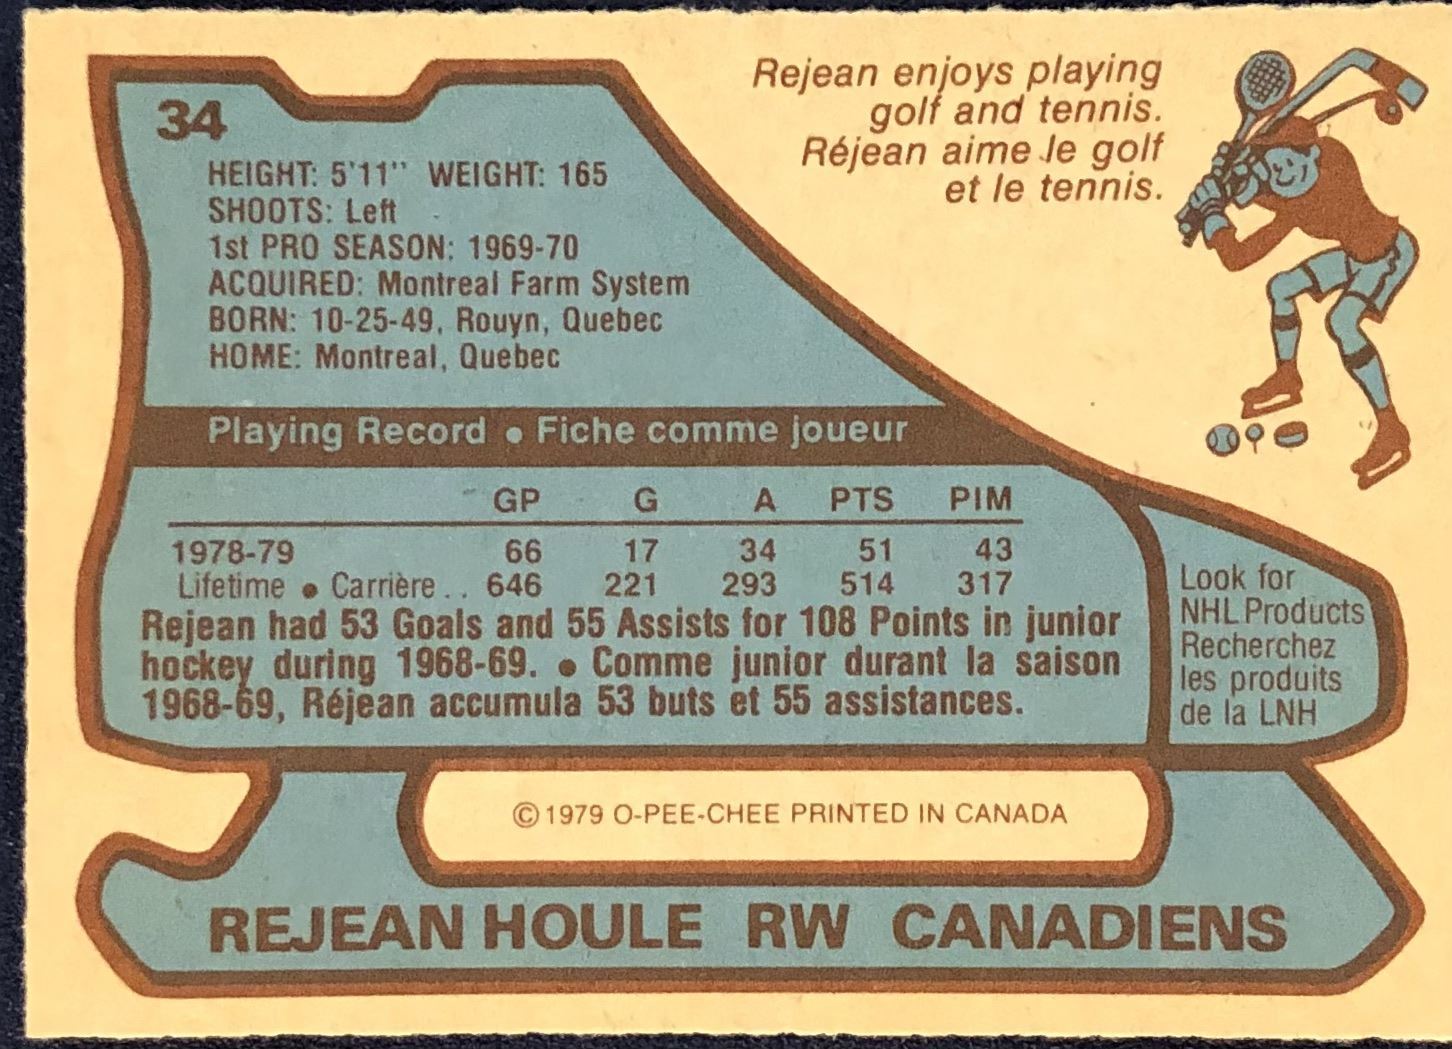 34
HEIGHT: 5'11" WEIGHT: 165
SHOOTS: Left
1st PRO SEASON: 1969-70
ACQUIRED: Montreal Farm System
BORN: 10-25-49, Rouyn, Quebec
HOME: Montreal, Quebec
Rejean enjoys playing
golf and tennis.
Réjean aime le golf
et le tennis.
Playing Record • Fiche comme joueur
GP G A PTS PIM
1978-79 66 17 34 51 43
Lifetime • Carrière .. 646 221 293 514 317
Rejean had 53 Goals and 55 Assists for 108 Points in junior
hockey during 1968-69. • Comme junior durant la saison
1968-69, Réjean accumula 53 buts et 55 assistances.
Look for
NHL Products
Recherchez
les produits
de la LNH
© 1979 O-PEE-CHEE PRINTED IN CANADA
REJEAN HOULE RW CANADIENS